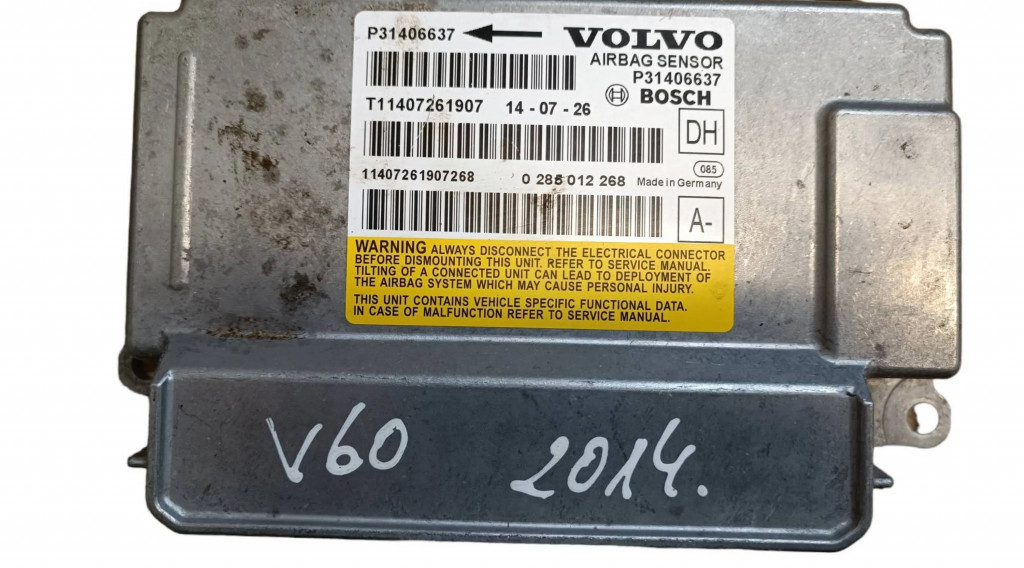 P31406637
VOLVO
AIRBAG SENSOR
P31406637
BOSCH
T11407261907 14-07-26
DH
085
11407261907268 0 285 012 268 Made in Germany
A-
WARNING ALWAYS DISCONNECT THE ELECTRICAL CONNECTOR
BEFORE DISMOUNTING THIS UNIT. REFER TO SERVICE MANUAL.
TILTING OF A CONNECTED UNIT CAN LEAD TO DEPLOYMENT OF
THE AIRBAG SYSTEM WHICH MAY CAUSE PERSONAL INJURY.
THIS UNIT CONTAINS VEHICLE SPECIFIC FUNCTIONAL DATA.
IN CASE OF MALFUNCTION REFER TO SERVICE MANUAL.
V60 2014.